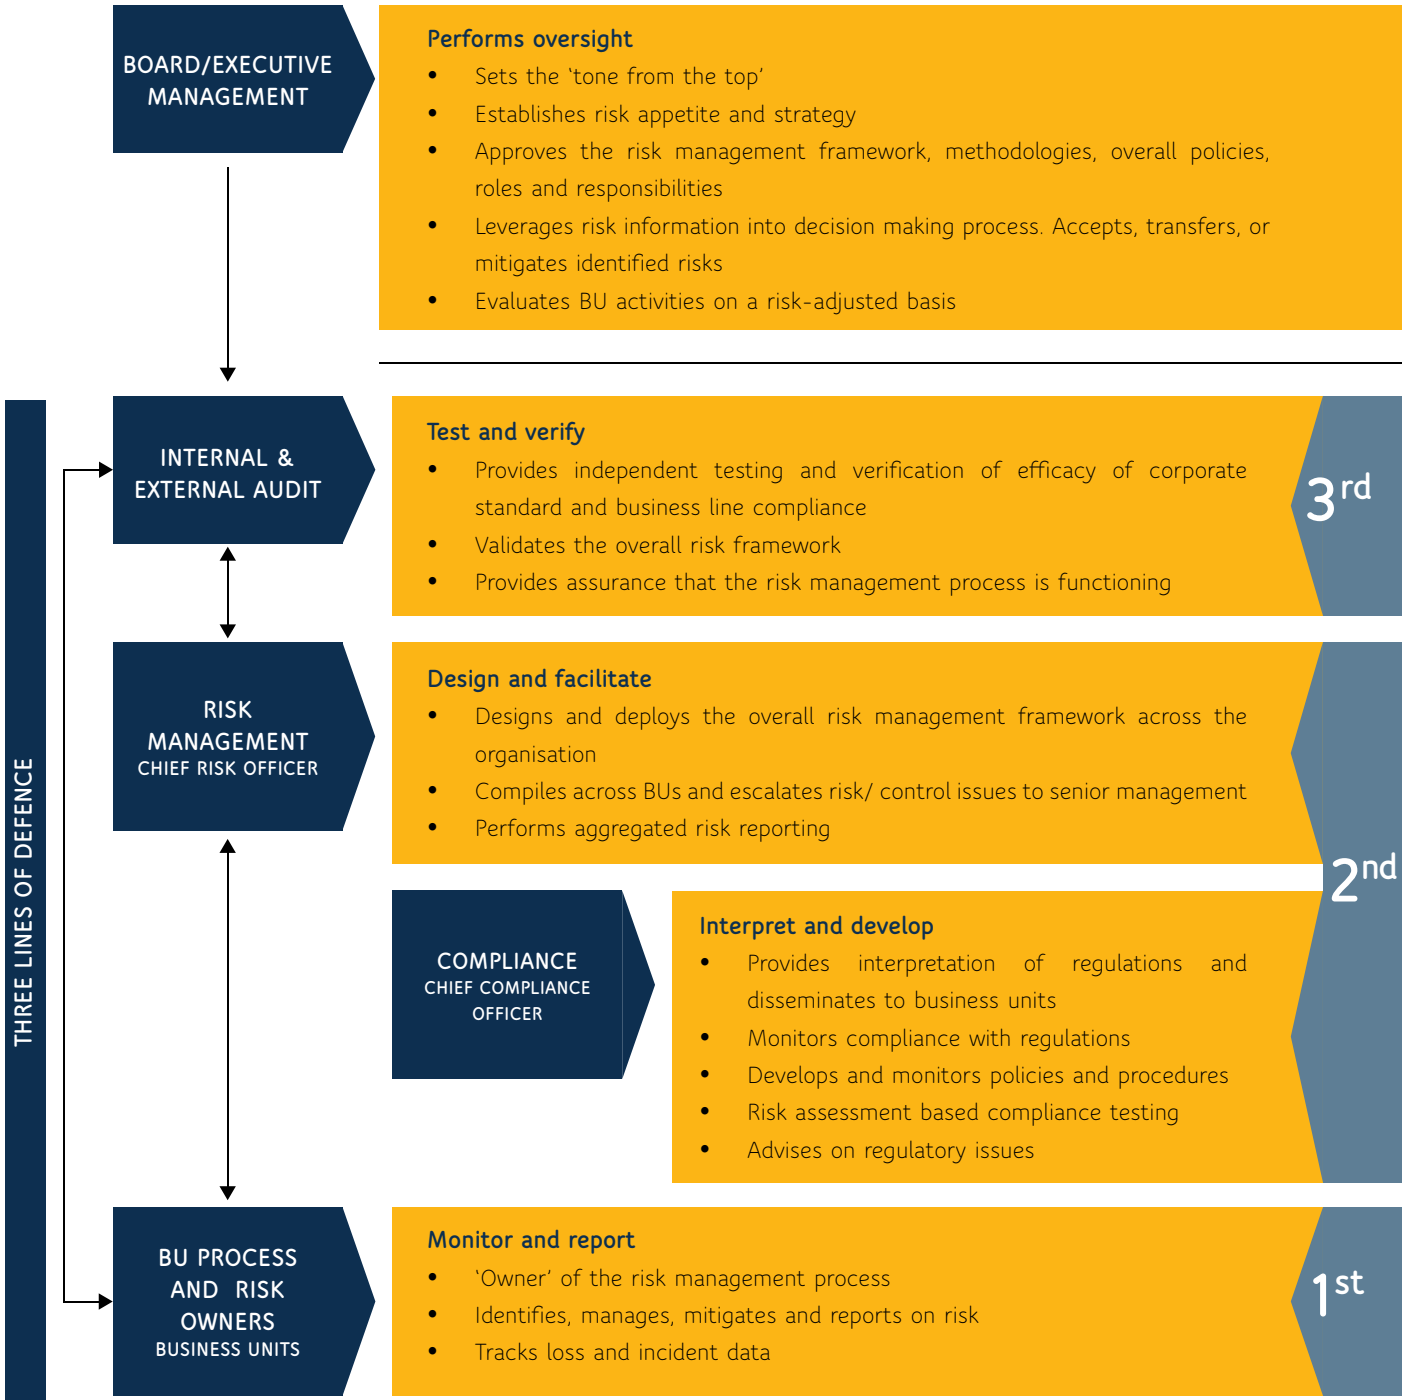 BOARD/EXECUTIVE
MANAGEMENT
Performs oversight
• Sets the ‘tone from the top’
• Establishes risk appetite and strategy
• Approves the risk management framework, methodologies, overall policies,
roles and responsibilities
• Leverages risk information into decision making process. Accepts, transfers, or
mitigates identified risks
• Evaluates BU activities on a risk-adjusted basis
THREE LINES OF DEFENCE
INTERNAL &
EXTERNAL AUDIT
Test and verify
• Provides independent testing and verification of efficacy of corporate
standard and business line compliance
• Validates the overall risk framework
• Provides assurance that the risk management process is functioning
3rd
RISK
MANAGEMENT
CHIEF RISK OFFICER
Design and facilitate
• Designs and deploys the overall risk management framework across the
organisation
• Compiles across BUs and escalates risk/ control issues to senior management
• Performs aggregated risk reporting
2nd
COMPLIANCE
CHIEF COMPLIANCE
OFFICER
Interpret and develop
• Provides interpretation of regulations and
disseminates to business units
• Monitors compliance with regulations
• Develops and monitors policies and procedures
• Risk assessment based compliance testing
• Advises on regulatory issues
BU PROCESS
AND RISK
OWNERS
BUSINESS UNITS
Monitor and report
• ‘Owner’ of the risk management process
• Identifies, manages, mitigates and reports on risk
• Tracks loss and incident data
1st